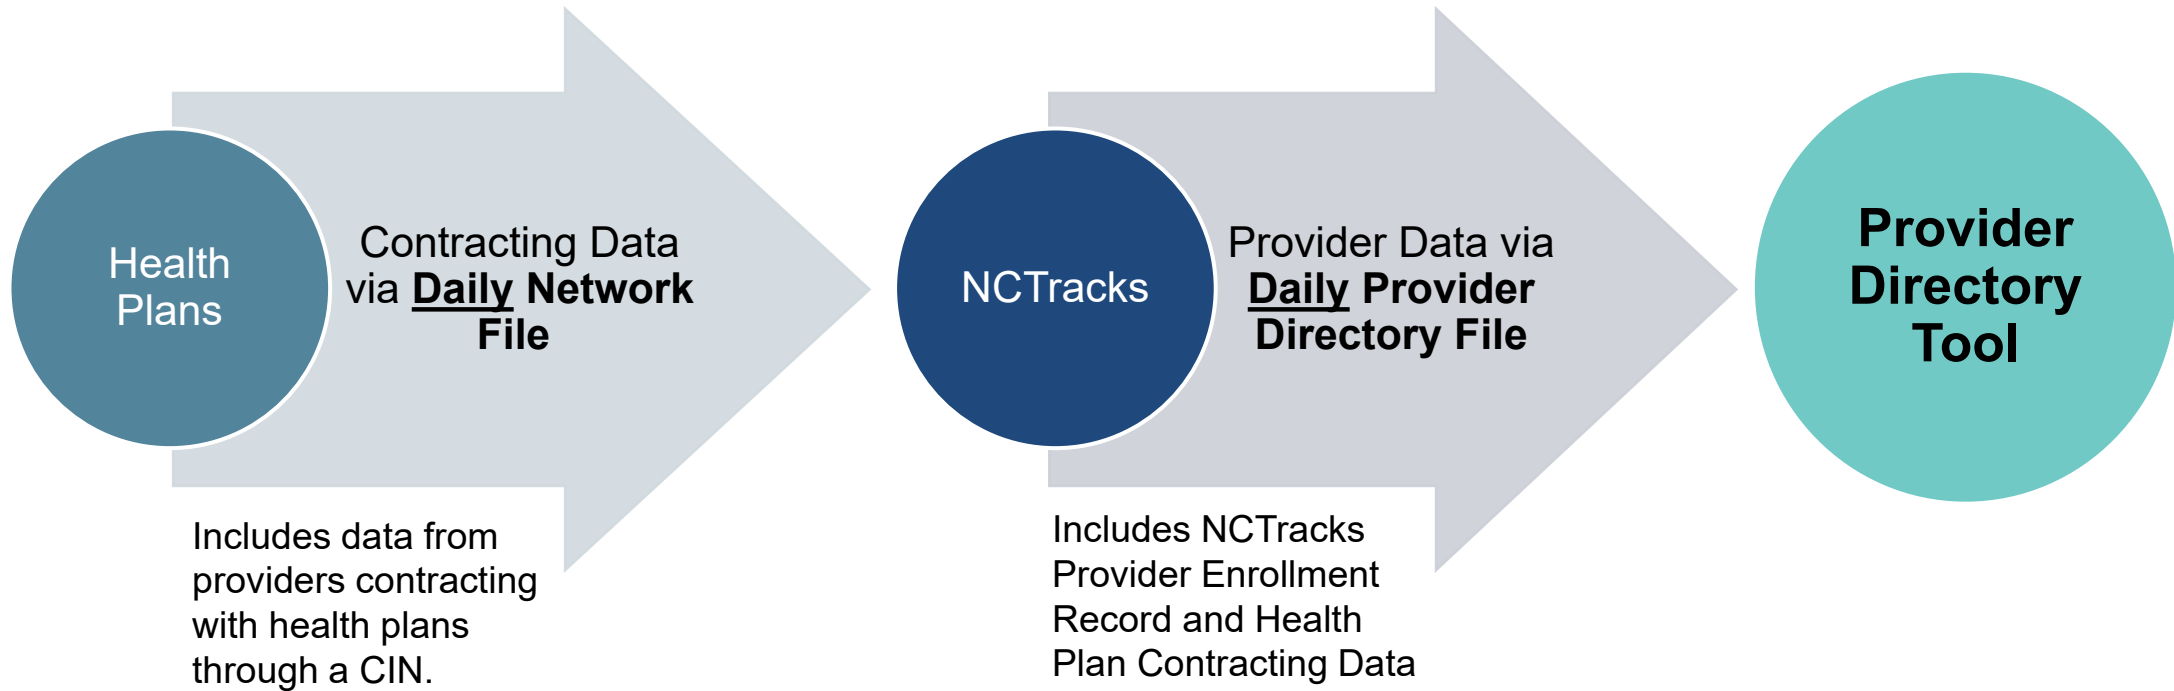 Health
Plans
Contracting Data
via Daily Network
File
Includes data from
providers contracting
with health plans
through a CIN.
NCTracks
Provider Data via
Daily Provider
Directory File
Includes NCTracks
Provider Enrollment
Record and Health
Plan Contracting Data
Provider
Directory
Tool